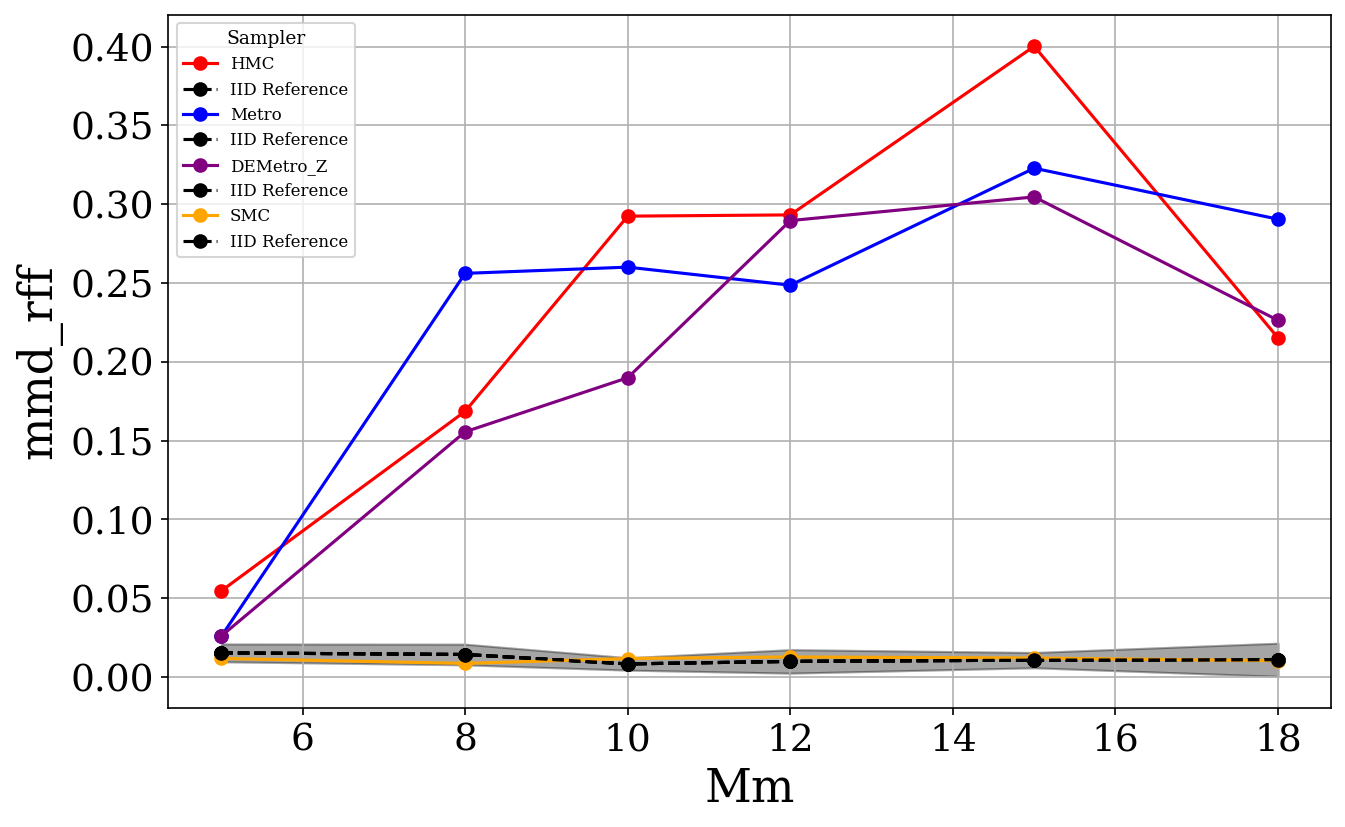 Sampler
HMC
IID Reference
Metro
IID Reference
DEMetro_Z
IID Reference
SMC
IID Reference
0.40
0.35
0.30
0.25
0.20
0.15
0.10
0.05
0.00
mmd_rff
6 8 10 12 14 16 18
Mm